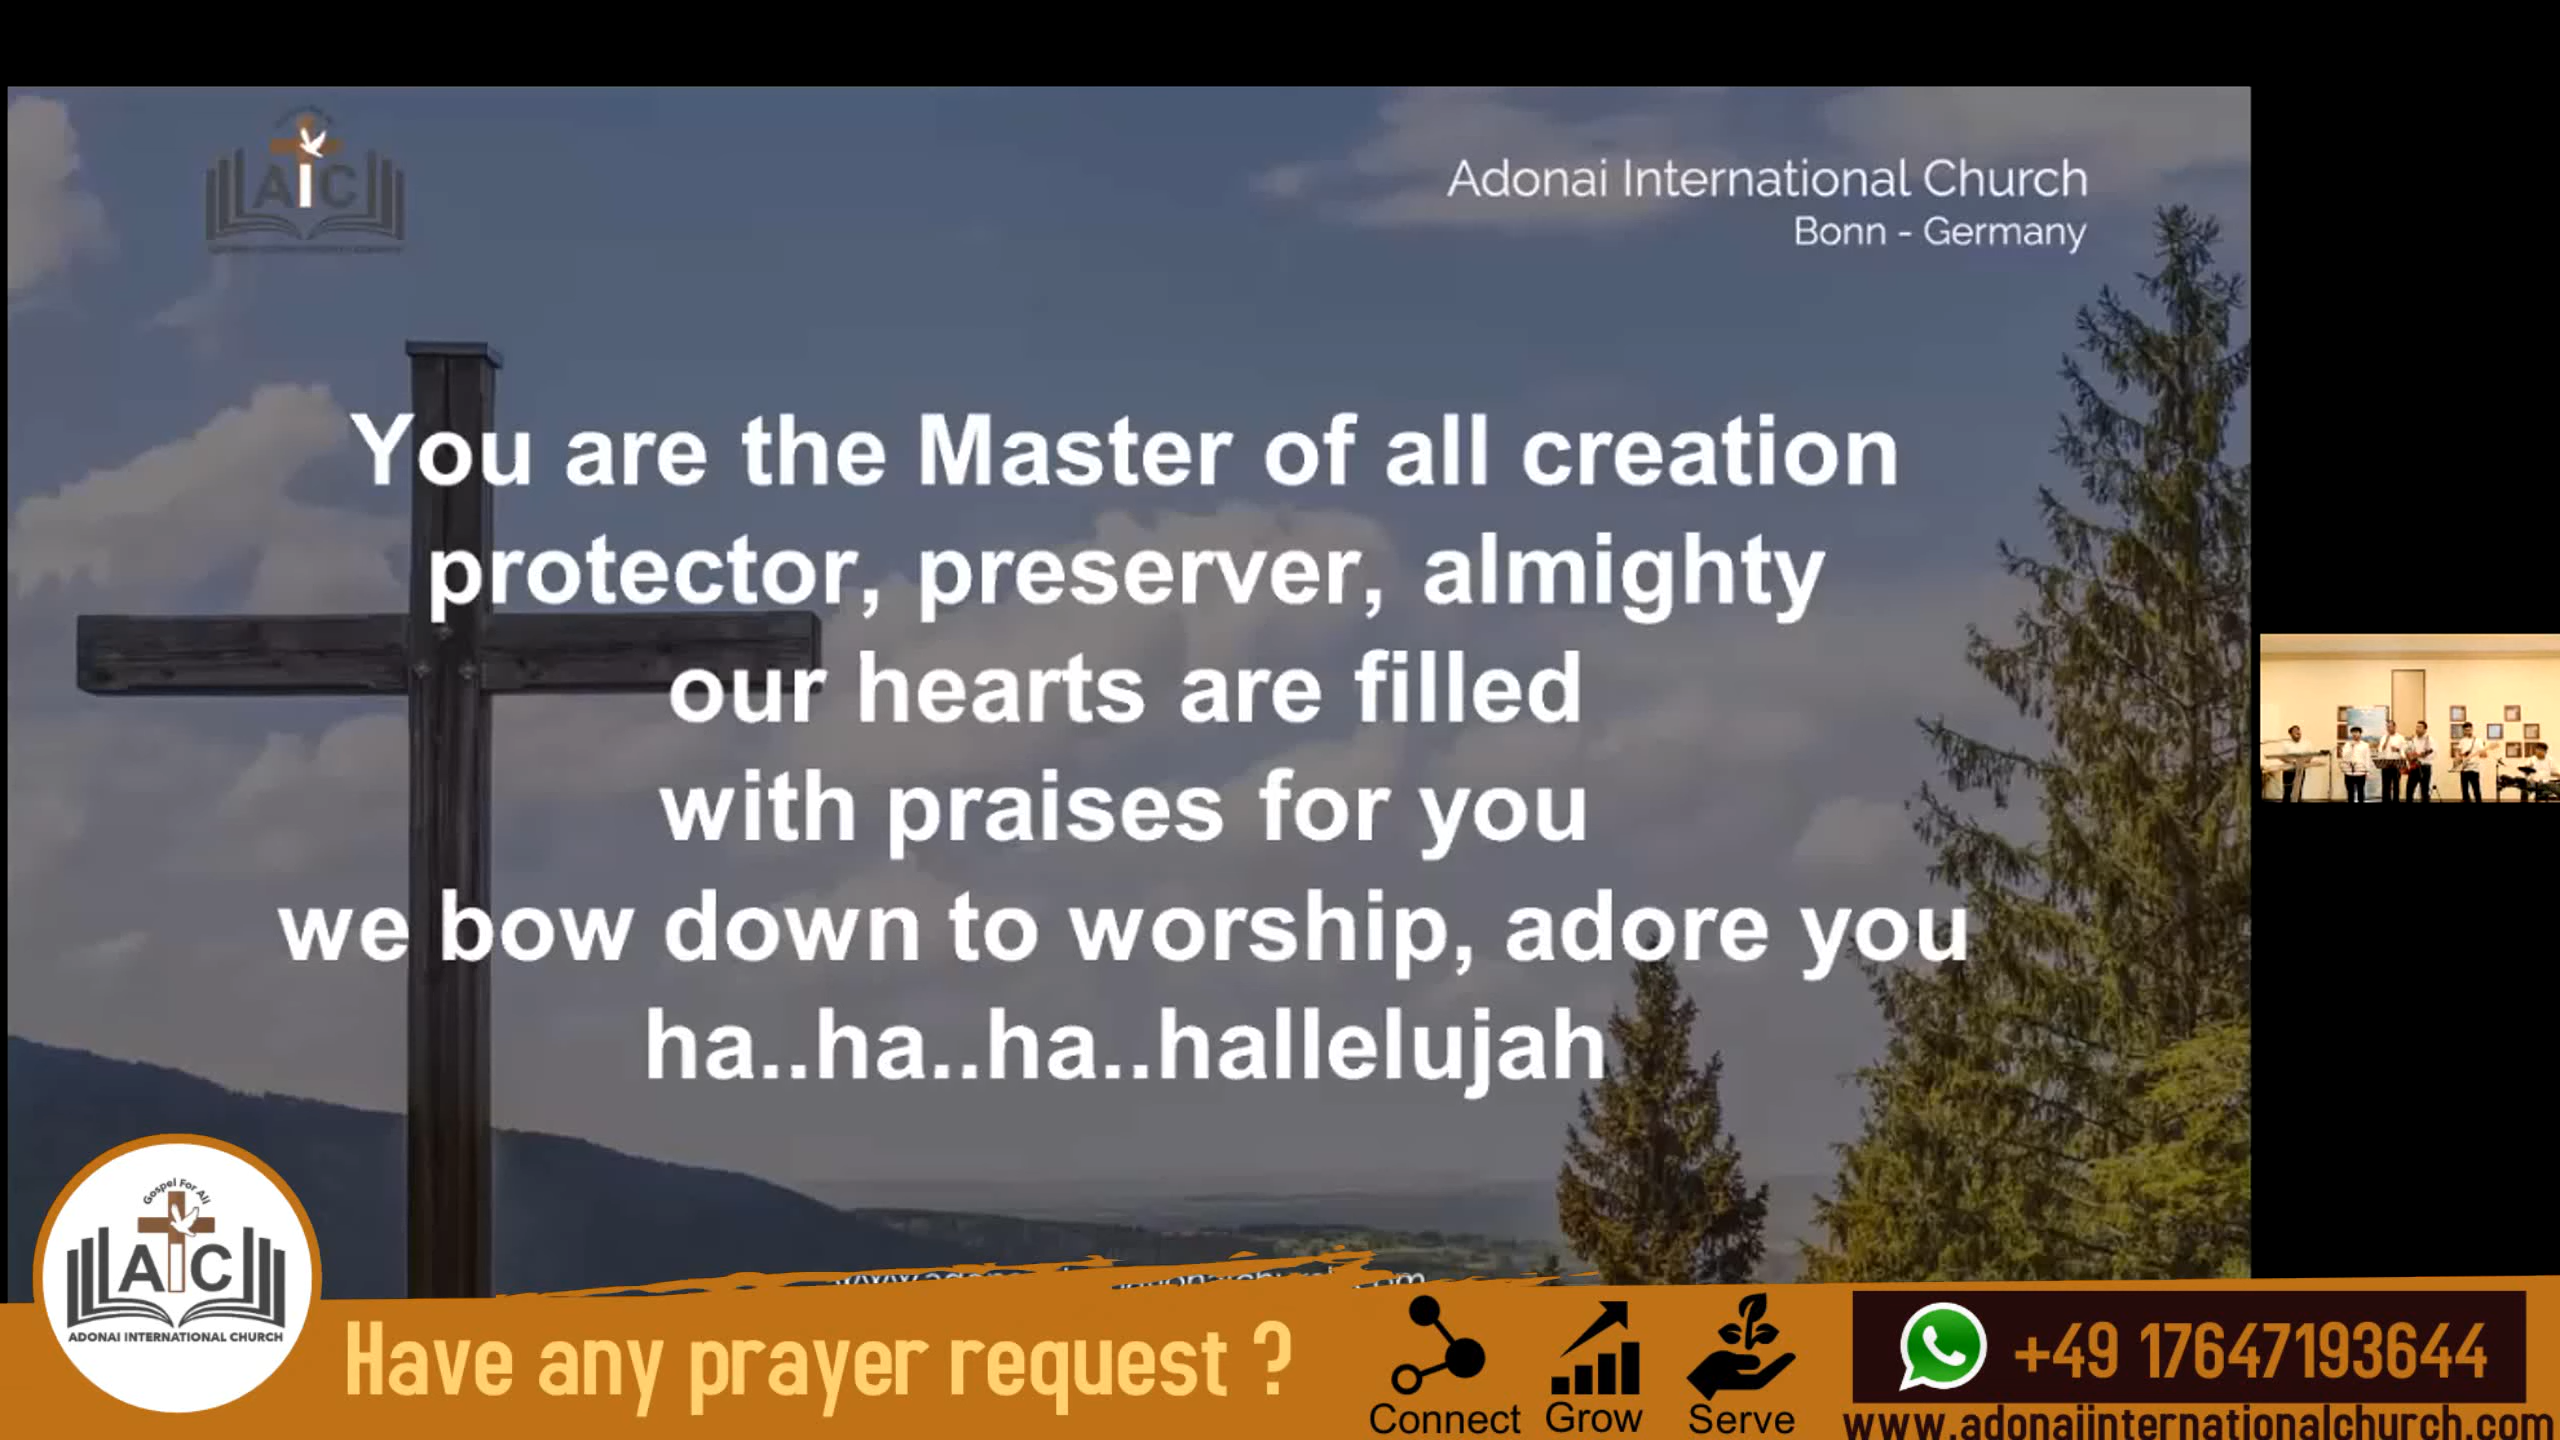 AIC
Adonai International Church
Bonn - Germany
You are the Master of all creation
protector, preserver, almighty
our hearts are filled
with praises for you
we bow down to worship, adore you
ha..ha..ha..hallelujah
Gospel For All
AIC
ADONAI INTERNATIONAL CHURCH
Have any prayer request ?
Connect
Grow
Serve
+49 17647193644
www.adonaiinternationalchurch.com